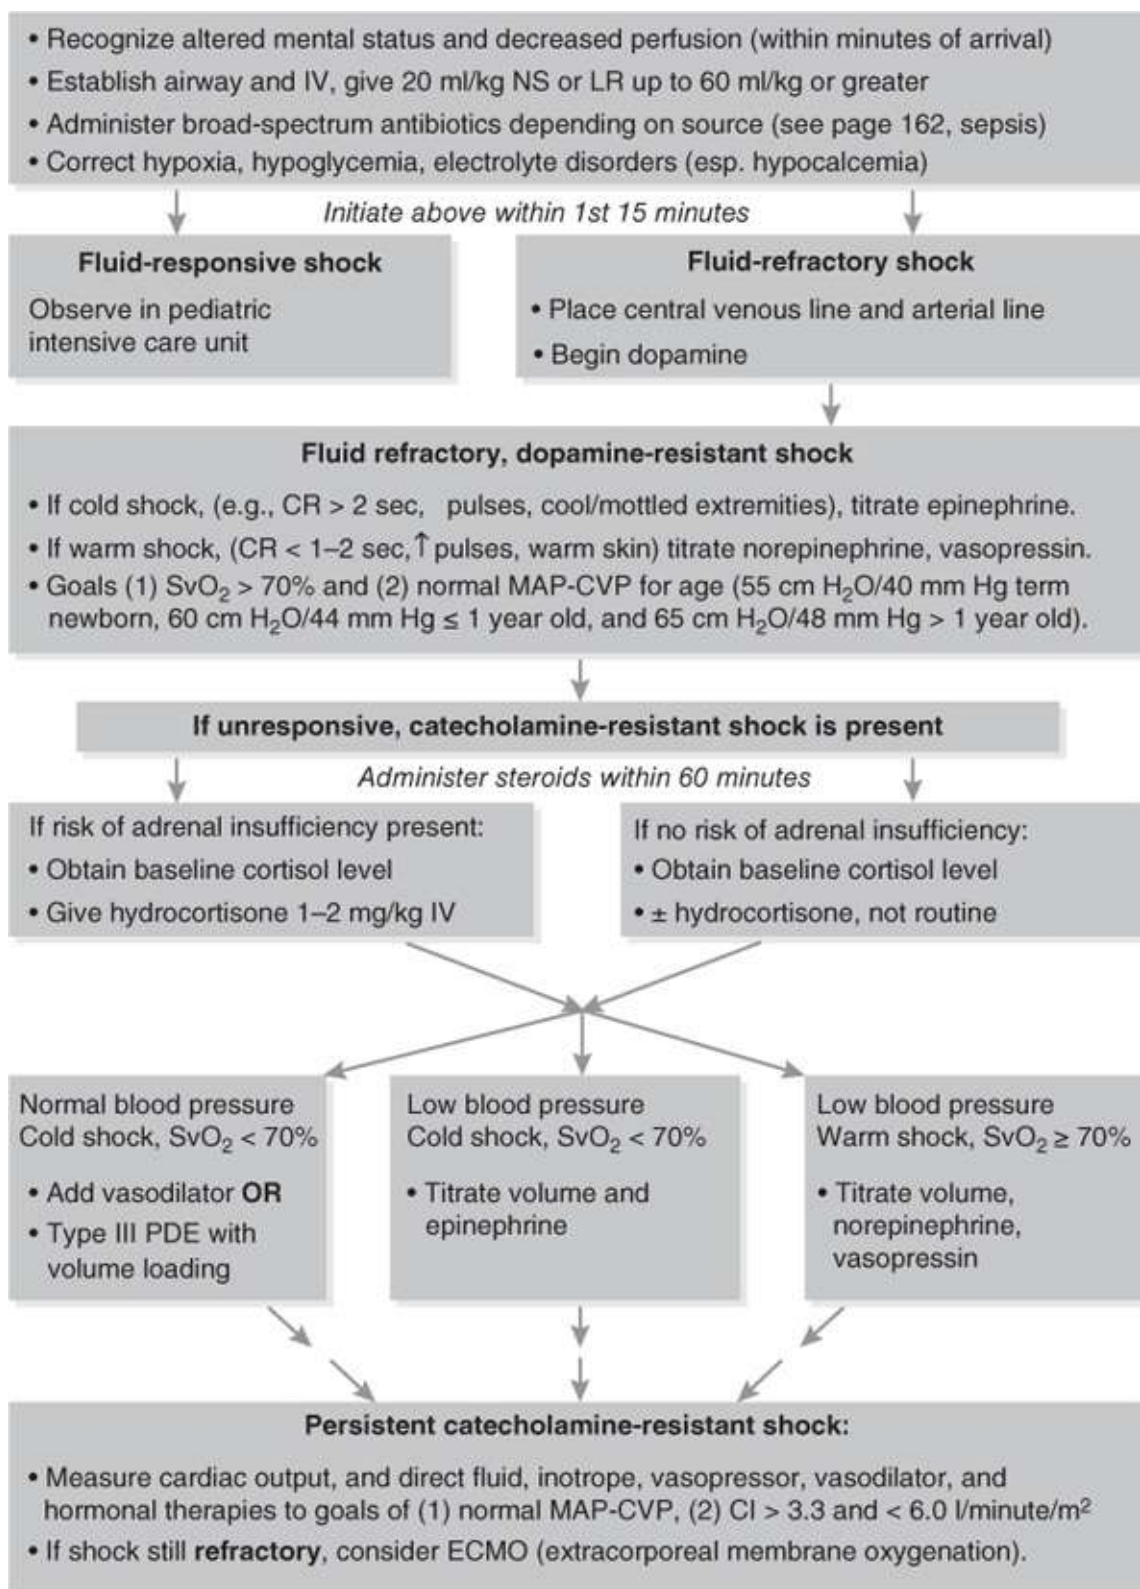 • Recognize altered mental status and decreased perfusion (within minutes of arrival)
• Establish airway and IV, give 20 ml/kg NS or LR up to 60 ml/kg or greater
• Administer broad-spectrum antibiotics depending on source (see page 162, sepsis)
• Correct hypoxia, hypoglycemia, electrolyte disorders (esp. hypocalcemia)
Initiate above within 1st 15 minutes
Fluid-responsive shock
Observe in pediatric
intensive care unit
Fluid-refractory shock
• Place central venous line and arterial line
• Begin dopamine
Fluid refractory, dopamine-resistant shock
• If cold shock, (e.g., CR > 2 sec, pulses, cool/mottled extremities), titrate epinephrine.
• If warm shock, (CR < 1–2 sec,↑pulses, warm skin) titrate norepinephrine, vasopressin.
• Goals (1) SvO₂ > 70% and (2) normal MAP-CVP for age (55 cm H₂O/40 mm Hg term
newborn, 60 cm H₂O/44 mm Hg ≤ 1 year old, and 65 cm H₂O/48 mm Hg > 1 year old).
If unresponsive, catecholamine-resistant shock is present
Administer steroids within 60 minutes
If risk of adrenal insufficiency present:
• Obtain baseline cortisol level
• Give hydrocortisone 1–2 mg/kg IV
If no risk of adrenal insufficiency:
• Obtain baseline cortisol level
• ± hydrocortisone, not routine
Normal blood pressure
Cold shock, SvO₂ < 70%
• Add vasodilator OR
• Type III PDE with
volume loading
Low blood pressure
Cold shock, SvO₂ < 70%
• Titrate volume and
epinephrine
Low blood pressure
Warm shock, SvO₂ ≥ 70%
• Titrate volume,
norepinephrine,
vasopressin
Persistent catecholamine-resistant shock:
• Measure cardiac output, and direct fluid, inotrope, vasopressor, vasodilator, and
hormonal therapies to goals of (1) normal MAP-CVP, (2) CI > 3.3 and < 6.0 l/minute/m²
• If shock still refractory, consider ECMO (extracorporeal membrane oxygenation).